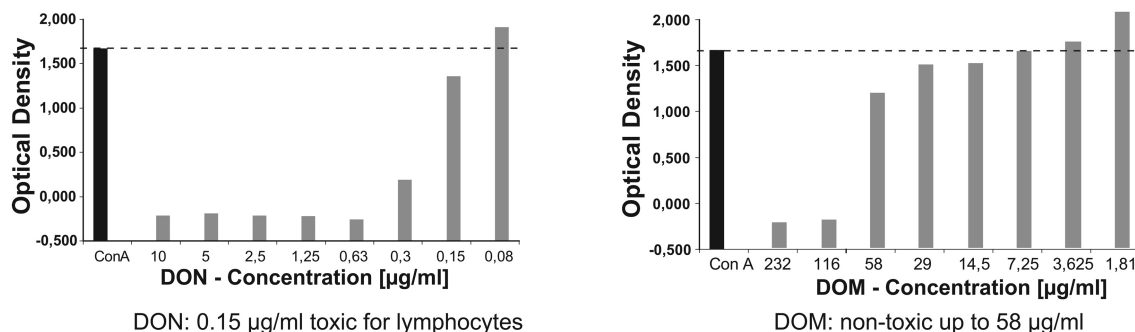 2,000
1,500
1,000
0,500
0,000
-0,500
Optical Density
ConA 10 5 2,5 1,25 0,63 0,3 0,15 0,08
DON - Concentration [µg/ml]
DON: 0.15 µg/ml toxic for lymphocytes
2,000
1,500
1,000
0,500
0,000
-0,500
Optical Density
Con A 232 116 58 29 14,5 7,25 3,625 1,81
DOM - Concentration [µg/ml]
DOM: non-toxic up to 58 µg/ml